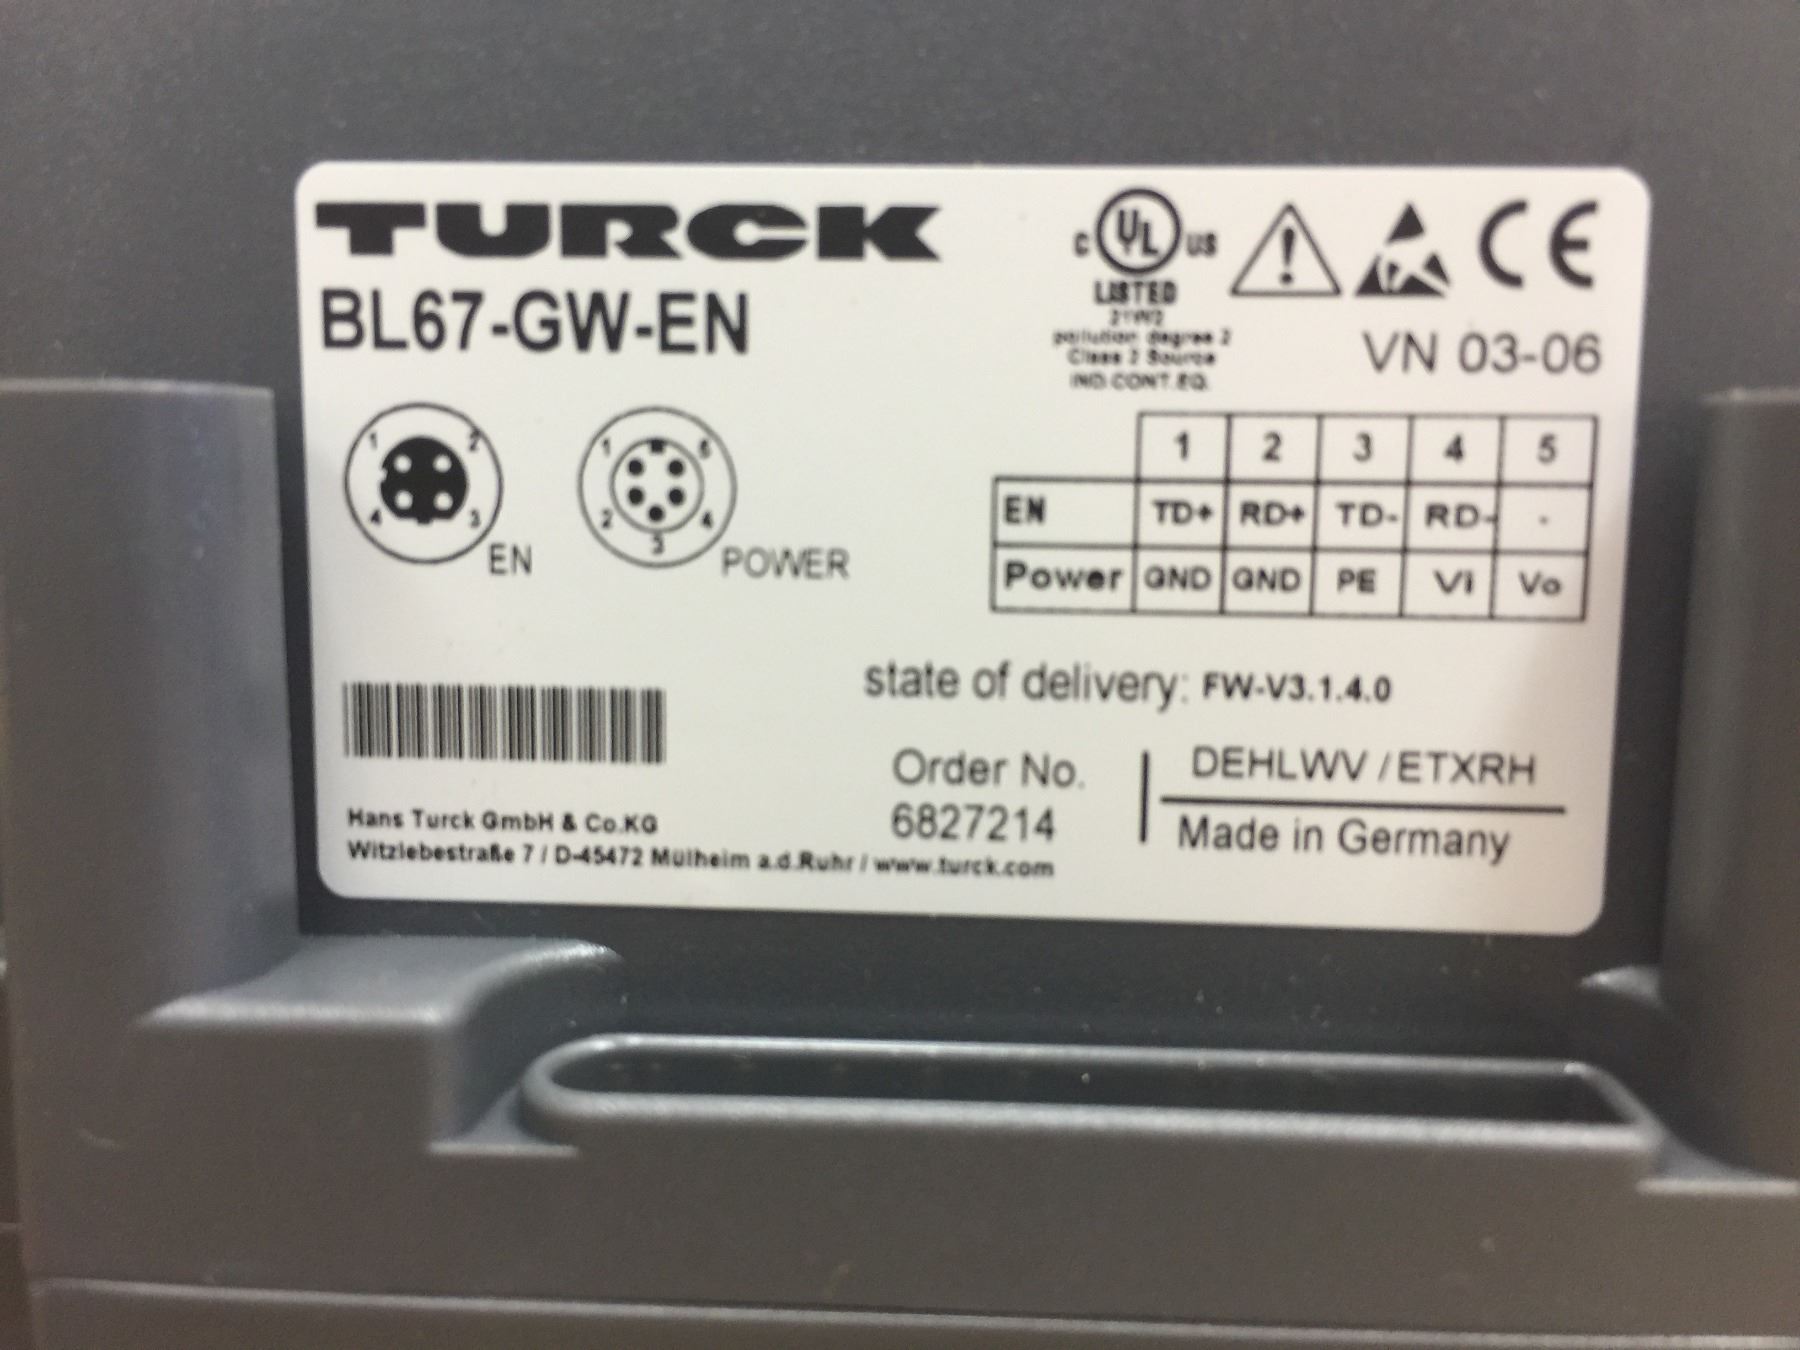 TURCK
BL67-GW-EN
C UL US
LISTED
21W2
pollution degree 2
Class 2 Source
IND.CONT.EQ.
CE
VN 03-06
1 2 3 4
EN
1 2 3 4 5
POWER
1 2 3 4 5
EN TD+ RD+ TD- RD- -
Power GND GND PE Vi Vo
state of delivery: FW-V3.1.4.0
Order No.
6827214
DEHLWV / ETXRH
Made in Germany
Hans Turck GmbH & Co.KG
Witzlebestraße 7 / D-45472 Mülheim a.d.Ruhr / www.turck.com